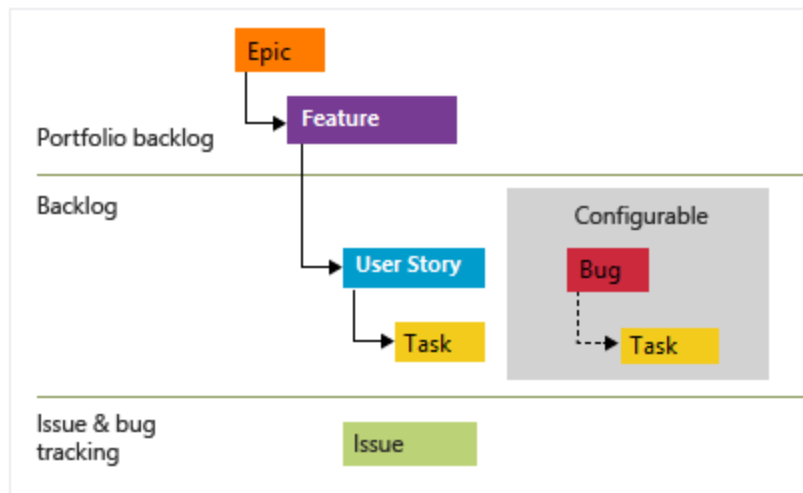 Epic
Feature
Portfolio backlog
Backlog
Configurable
User Story
Bug
Task
Task
Issue & bug
tracking
Issue